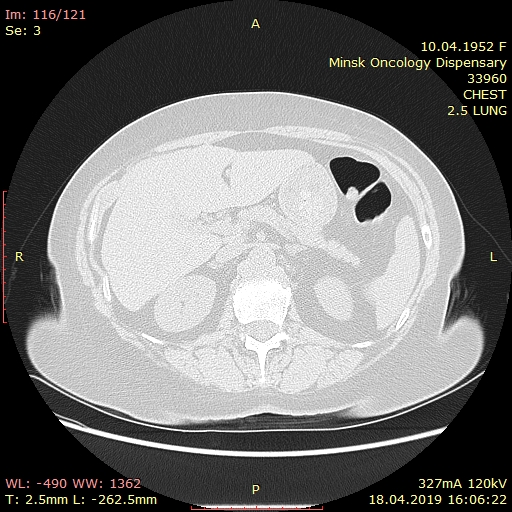 Im: 116/121
Se: 3
A
10.04.1952 F
Minsk Oncology Dispensary
33960
CHEST
2.5 LUNG
R
L
WL: -490 WW: 1362
T: 2.5mm L: -262.5mm
P
327mA 120kV
18.04.2019 16:06:22